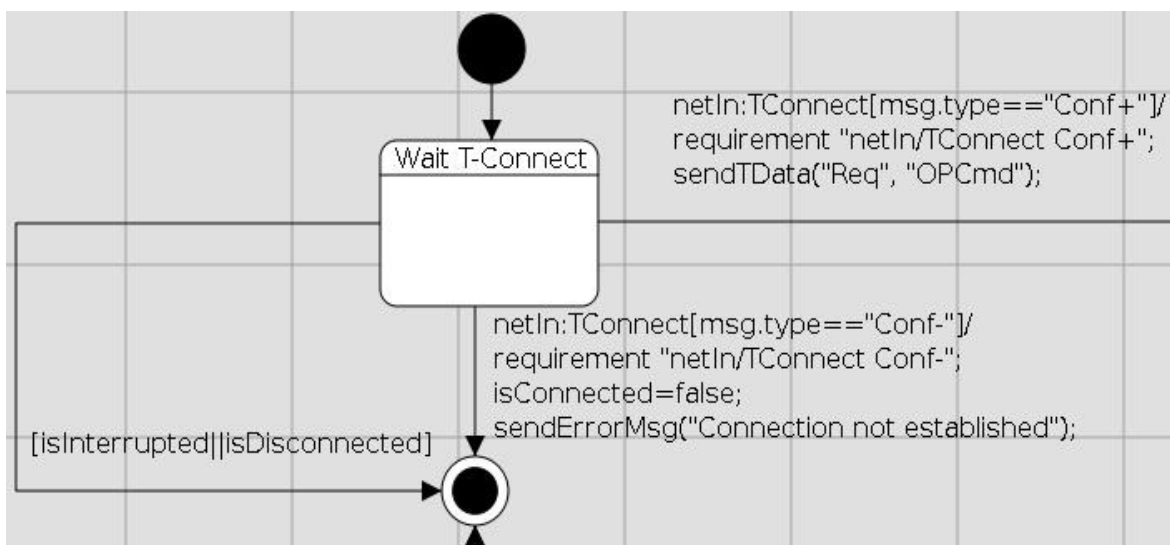 netIn:TConnect[msg.type=="Conf+"]/
requirement "netIn/TConnect Conf+";
sendTData("Req", "OPCmd");
Wait T-Connect
netIn:TConnect[msg.type=="Conf-"]/
requirement "netIn/TConnect Conf-";
isConnected=false;
sendErrorMsg("Connection not established");
[isInterrupted||isDisconnected]